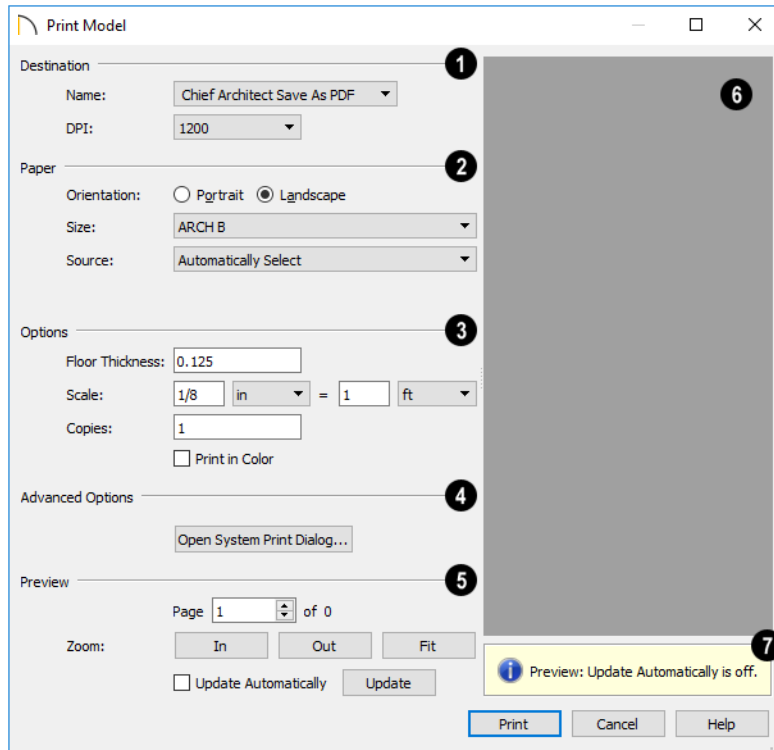 Print Model
Destination 1
Name: Chief Architect Save As PDF
DPI: 1200
Paper 2
Orientation: Portrait Landscape
Size: ARCH B
Source: Automatically Select
Options 3
Floor Thickness: 0.125
Scale: 1/8 in = 1 ft
Copies: 1
Print in Color
Advanced Options 4
Open System Print Dialog...
Preview 5
Page 1 of 0
Zoom: In Out Fit
Update Automatically Update
6
7
Preview: Update Automatically is off.
Print Cancel Help